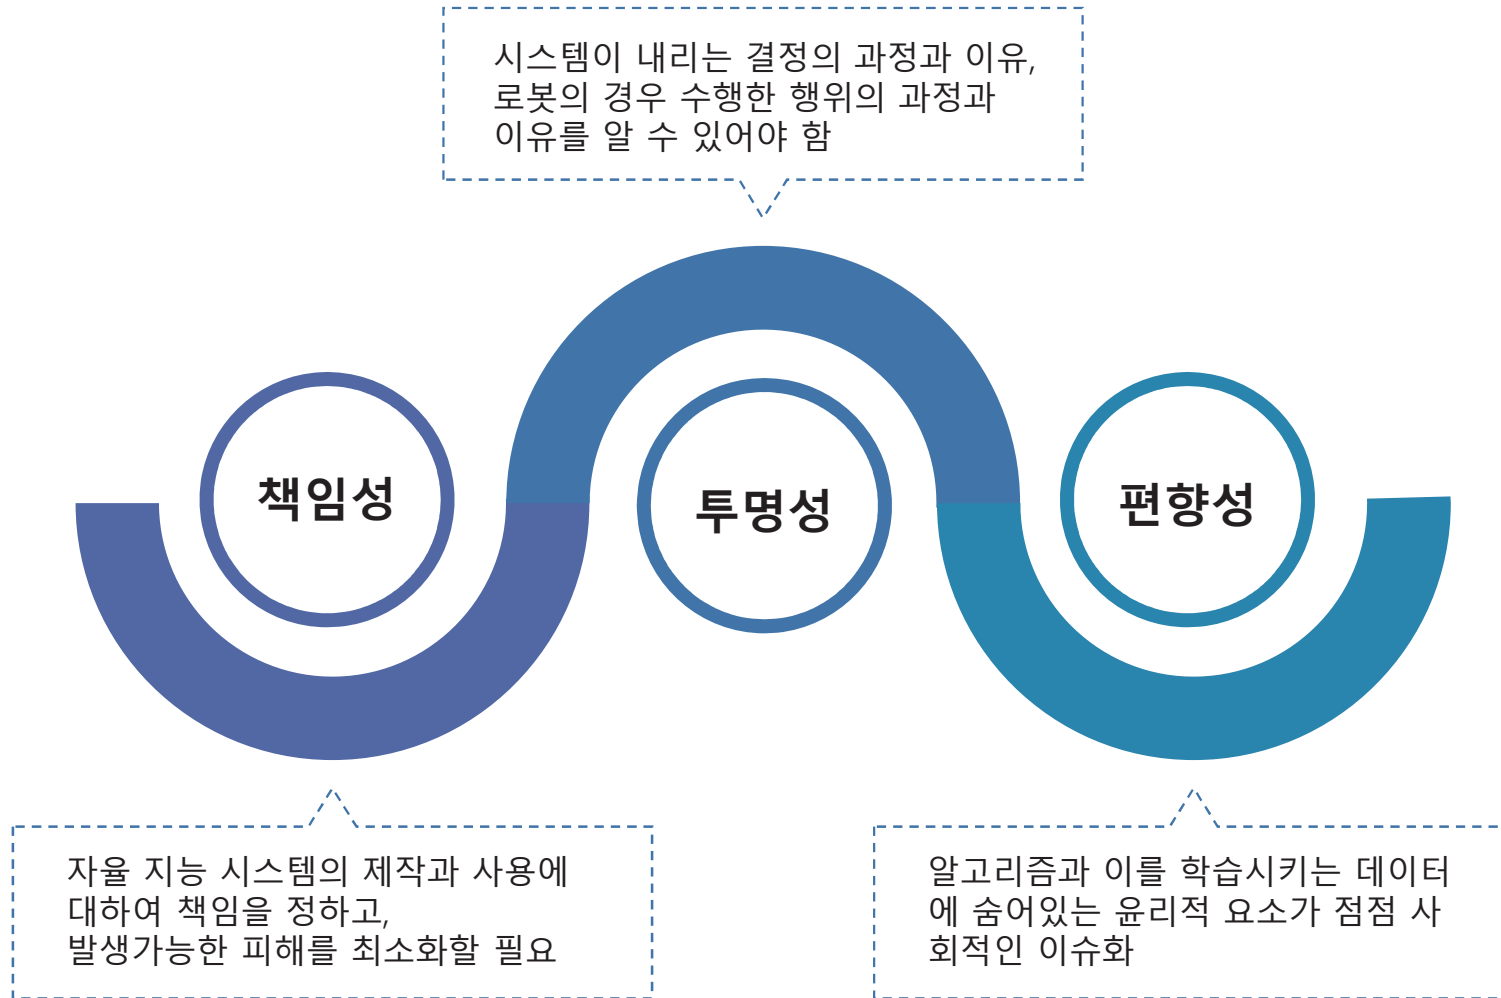 시스템이 내리는 결정의 과정과 이유,
로봇의 경우 수행한 행위의 과정과
이유를 알 수 있어야 함
책임성
투명성
편향성
자율 지능 시스템의 제작과 사용에
대하여 책임을 정하고,
발생가능한 피해를 최소화할 필요
알고리즘과 이를 학습시키는 데이터
에 숨어있는 윤리적 요소가 점점 사
회적인 이슈화